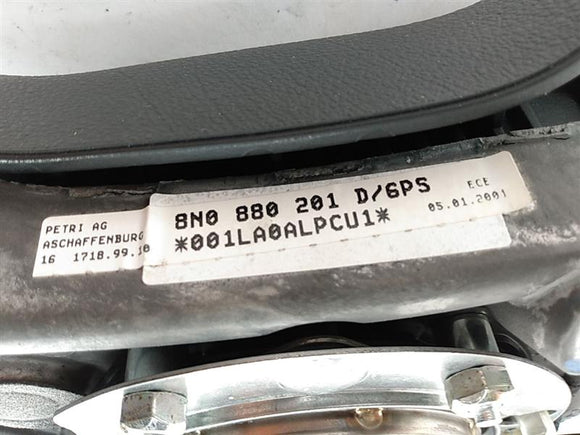 PETRI AG
ASCHAFFENBURG
16 1718.99.10
8N0 880 201 D/6PS
*001LA0ALPCU1*
ECE
05.01.2001